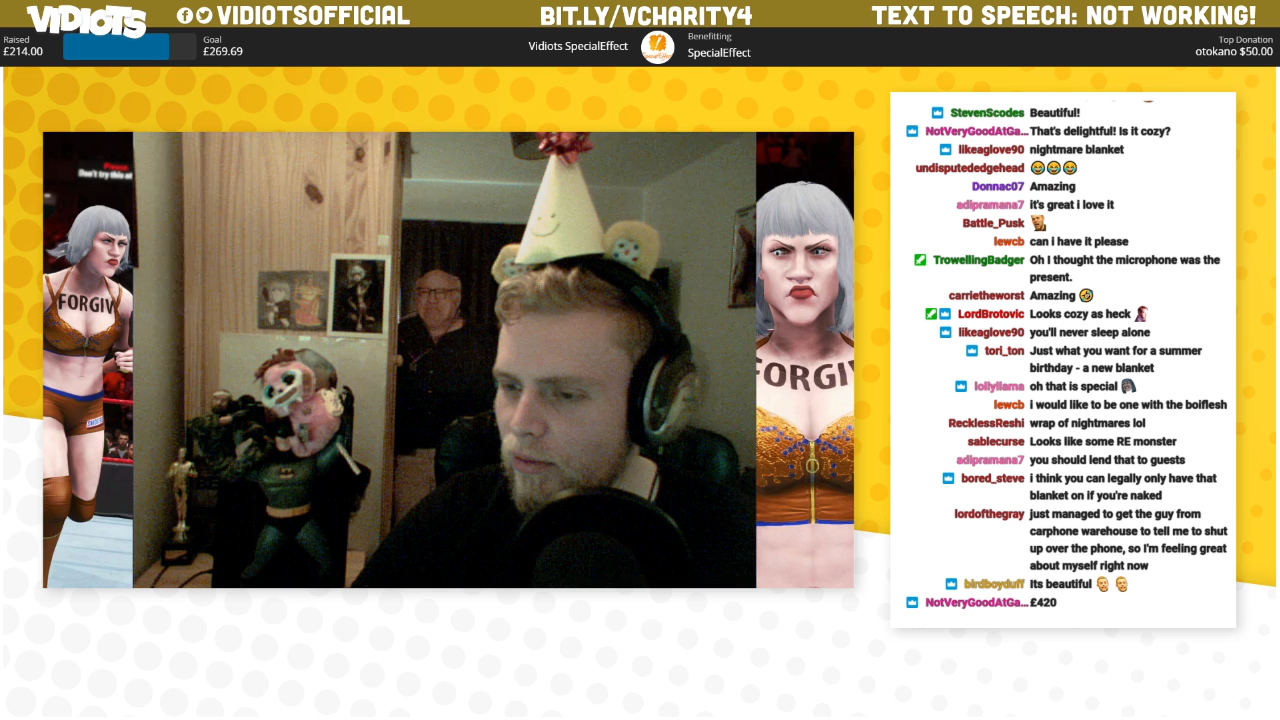 VIDIOTS
VIDIOTSOFFICIAL
BIT.LY/VCHARITY4
TEXT TO SPEECH: NOT WORKING!
Raised
£214.00
Goal
£269.69
Vidiots SpecialEffect
Benefitting
SpecialEffect
Top Donation
otokano $50.00
StevenScodes Beautiful!
NotVeryGoodAtGa... That's delightful! Is it cozy?
likeaglove90 nightmare blanket
undisputededgehead 😂😂😂
Donnac07 Amazing
adipramana7 it's great i love it
Battle_Pusk
lewcb can i have it please
TrowellingBadger Oh I thought the microphone was the
present.
carrietheworst Amazing 🤣
LordBrotovic Looks cozy as heck
likeaglove90 you'll never sleep alone
tori_ton Just what you want for a summer
birthday - a new blanket
lollyllama oh that is special
lewcb i would like to be one with the boiflesh
RecklessReshi wrap of nightmares lol
sablecurse Looks like some RE monster
adipramana7 you should lend that to guests
bored_steve i think you can legally only have that
blanket on if you're naked
lordofthegray just managed to get the guy from
carphone warehouse to tell me to shut
up over the phone, so I'm feeling great
about myself right now
birdboyduff Its beautiful
NotVeryGoodAtGa... £420
FORGIV
FORGIV